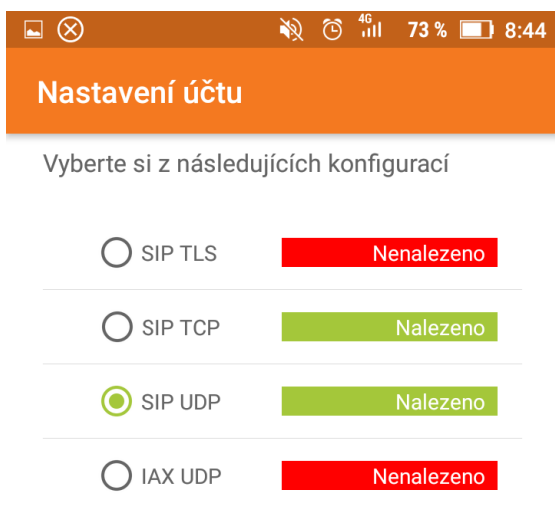 4G 73 % 8:44
Nastavení účtu
Vyberte si z následujících konfigurací
SIP TLS Nenalezeno
SIP TCP Nalezeno
SIP UDP Nalezeno
IAX UDP Nenalezeno